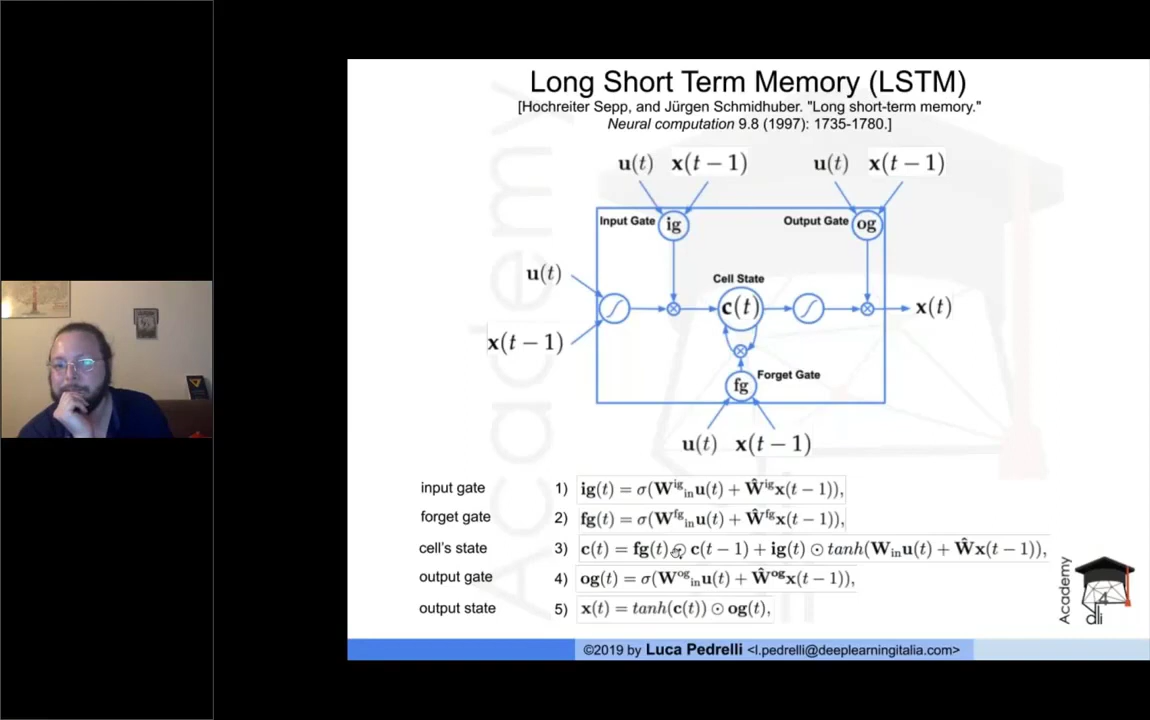 Long Short Term Memory (LSTM)
[Hochreiter Sepp, and Jürgen Schmidhuber. "Long short-term memory."
Neural computation 9.8 (1997): 1735-1780.]
u(t) x(t − 1) u(t) x(t − 1)
Input Gate ig Output Gate og
u(t)
Cell State
c(t) x(t)
x(t − 1)
Forget Gate
fg
u(t) x(t − 1)
input gate 1) ig(t) = σ(W^ig_in u(t) + Ŵ^ig x(t − 1)),
forget gate 2) fg(t) = σ(W^fg_in u(t) + Ŵ^fg x(t − 1)),
cell's state 3) c(t) = fg(t) ⊙ c(t − 1) + ig(t) ⊙ tanh(W_in u(t) + Ŵx(t − 1)),
output gate 4) og(t) = σ(W^og_in u(t) + Ŵ^og x(t − 1)),
output state 5) x(t) = tanh(c(t)) ⊙ og(t),
Academy
dli
4
©2019 by Luca Pedrelli <l.pedrelli@deeplearningitalia.com>
Academy